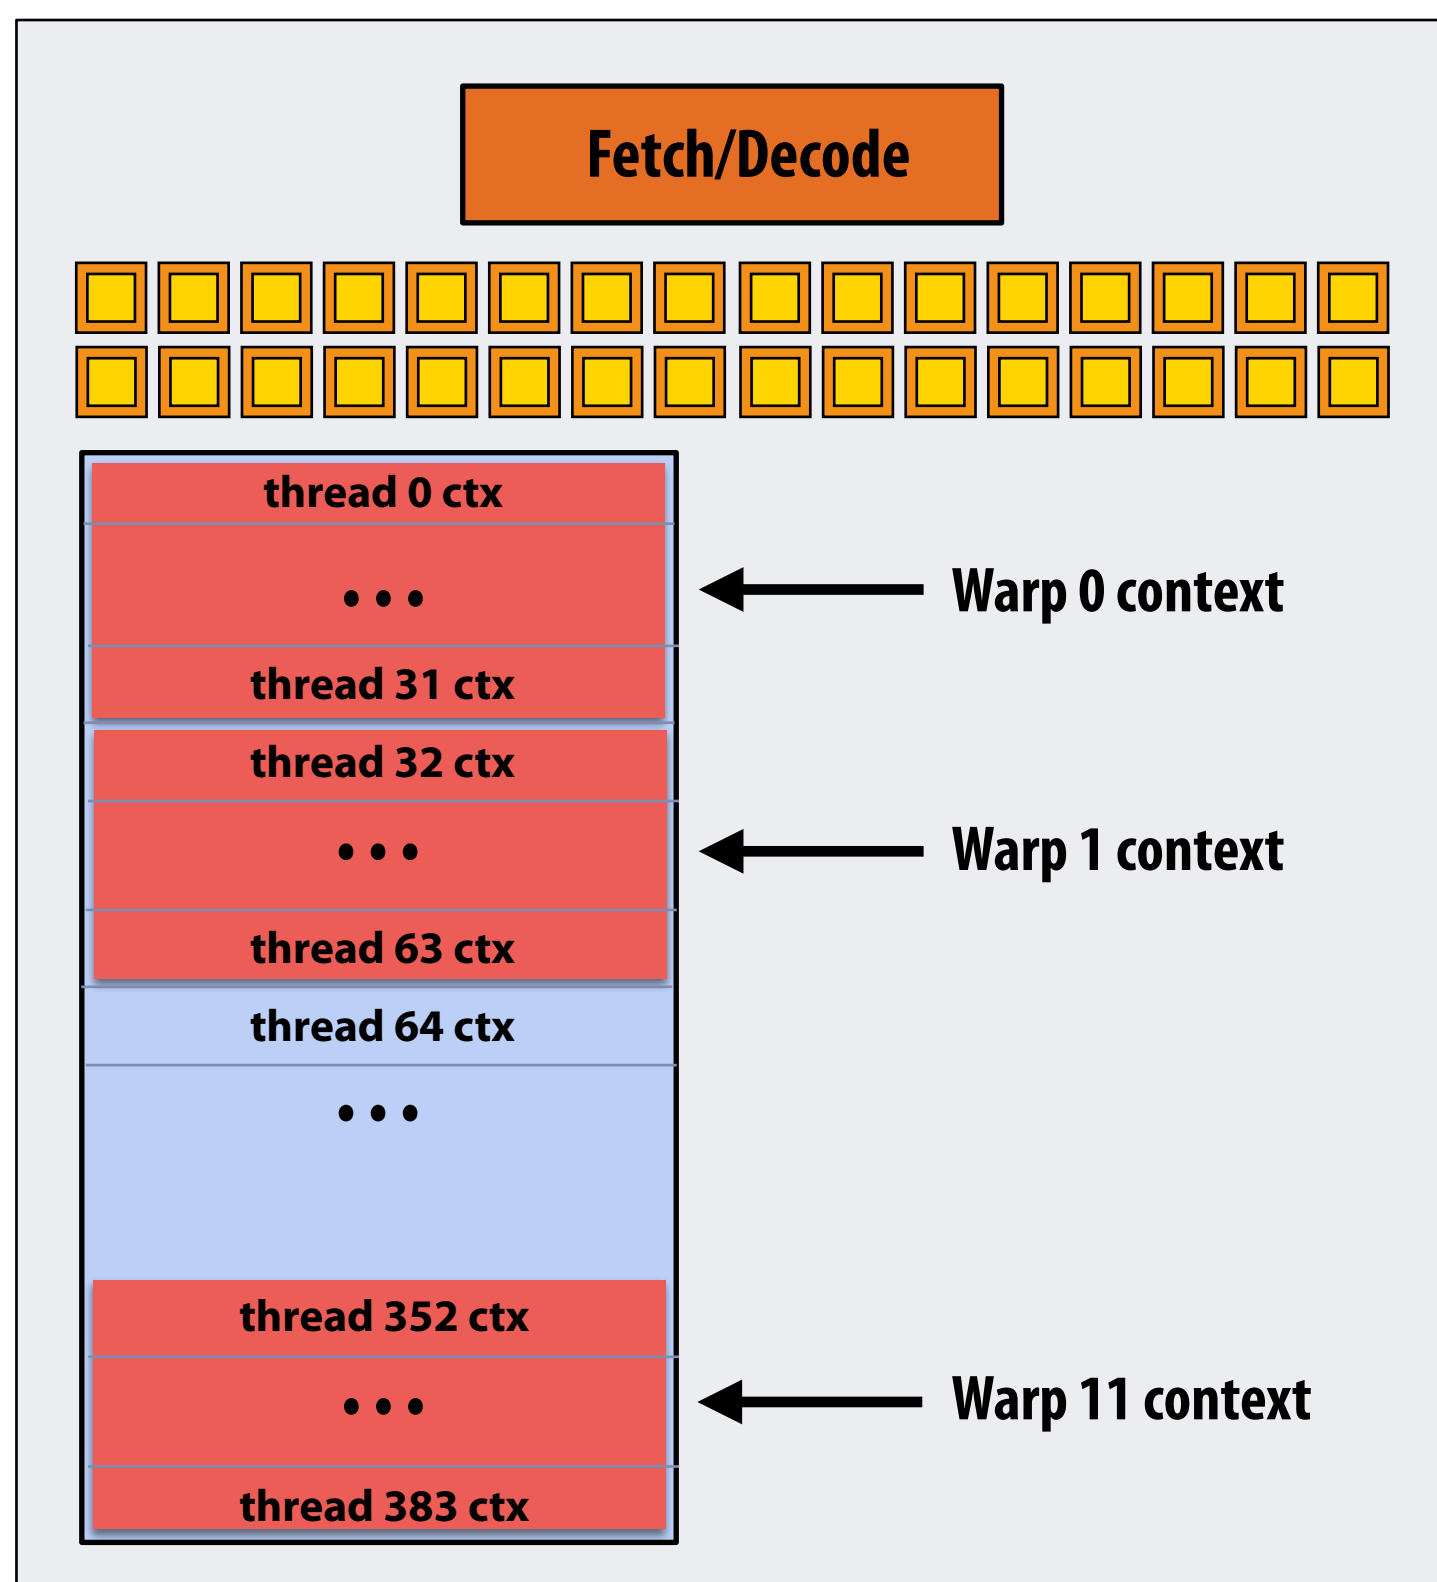 Fetch/Decode
thread 0 ctx
...
Warp 0 context
thread 31 ctx
thread 32 ctx
...
Warp 1 context
thread 63 ctx
thread 64 ctx
...
thread 352 ctx
...
Warp 11 context
thread 383 ctx